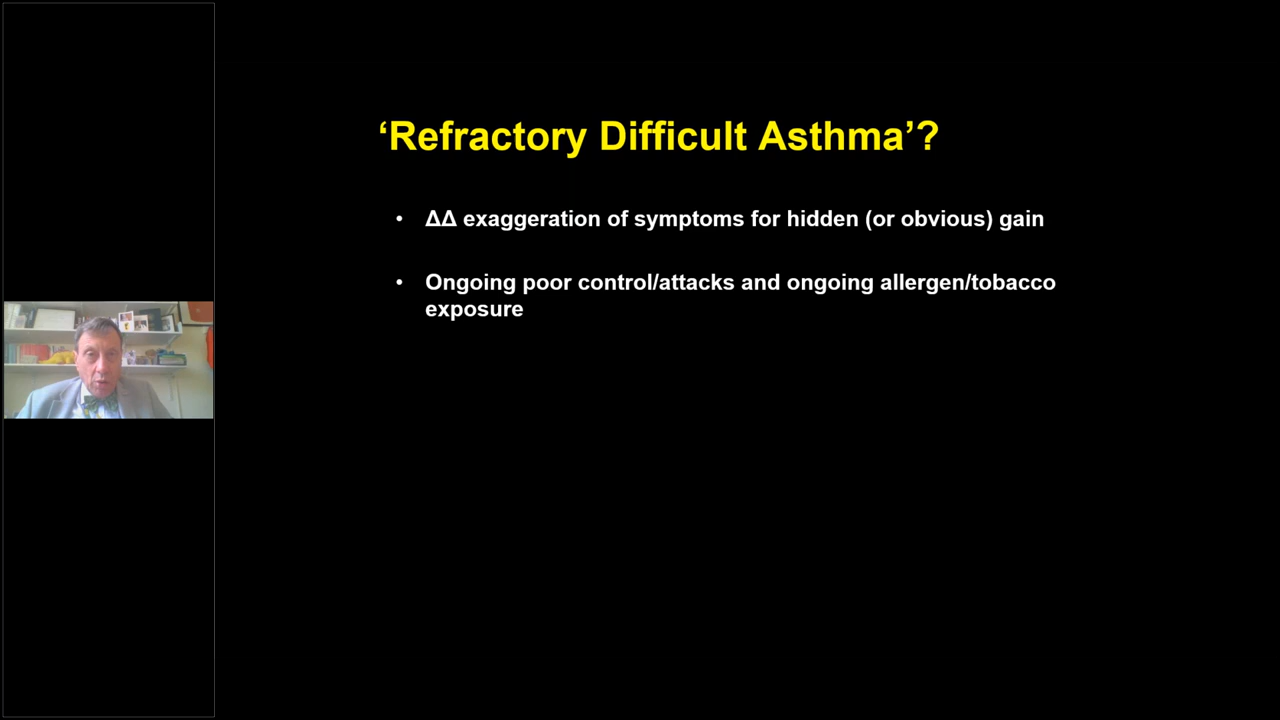 ‘Refractory Difficult Asthma’?
• ΔΔ exaggeration of symptoms for hidden (or obvious) gain
• Ongoing poor control/attacks and ongoing allergen/tobacco
exposure